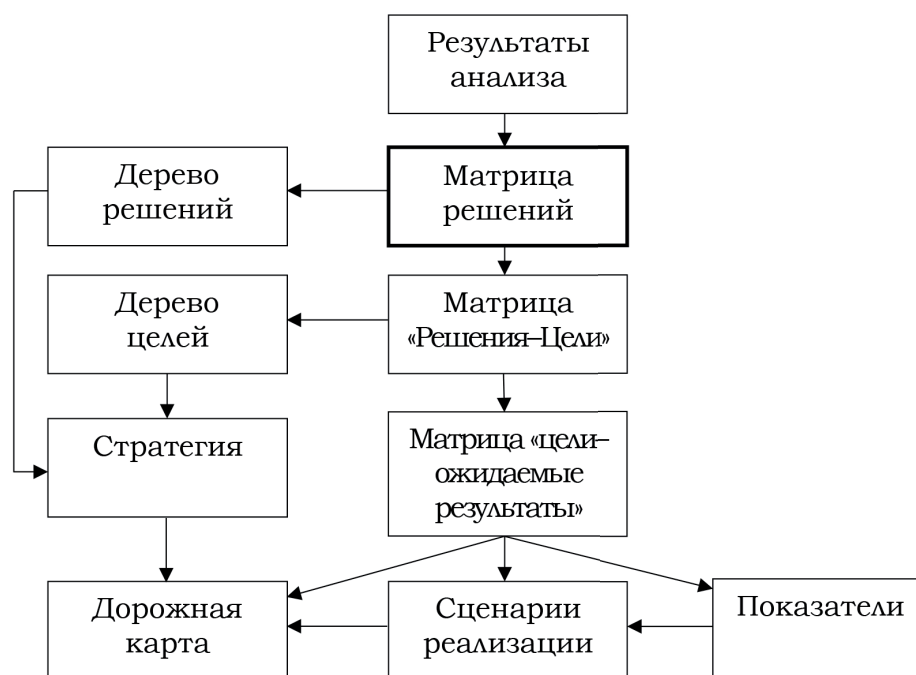 Результаты
анализа
Дерево
решений
Матрица
решений
Дерево
целей
Матрица
«Решения–Цели»
Стратегия
Матрица «цели–
ожидаемые
результаты»
Дорожная
карта
Сценарии
реализации
Показатели